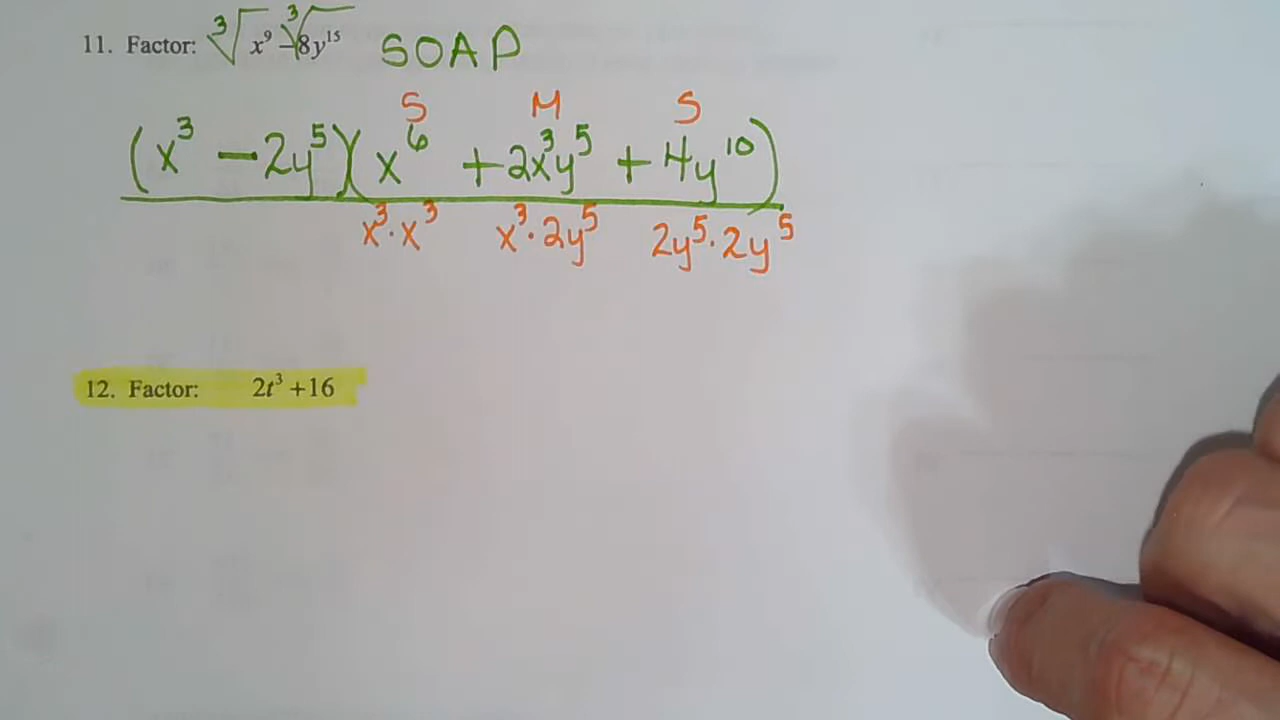 11. Factor: ∛x⁹ – ∛8y¹⁵ SOAP
S M S
(x³ – 2y⁵)(x⁶ + 2x³y⁵ + 4y¹⁰)
x³·x³ x³·2y⁵ 2y⁵·2y⁵
12. Factor: 2t³ +16